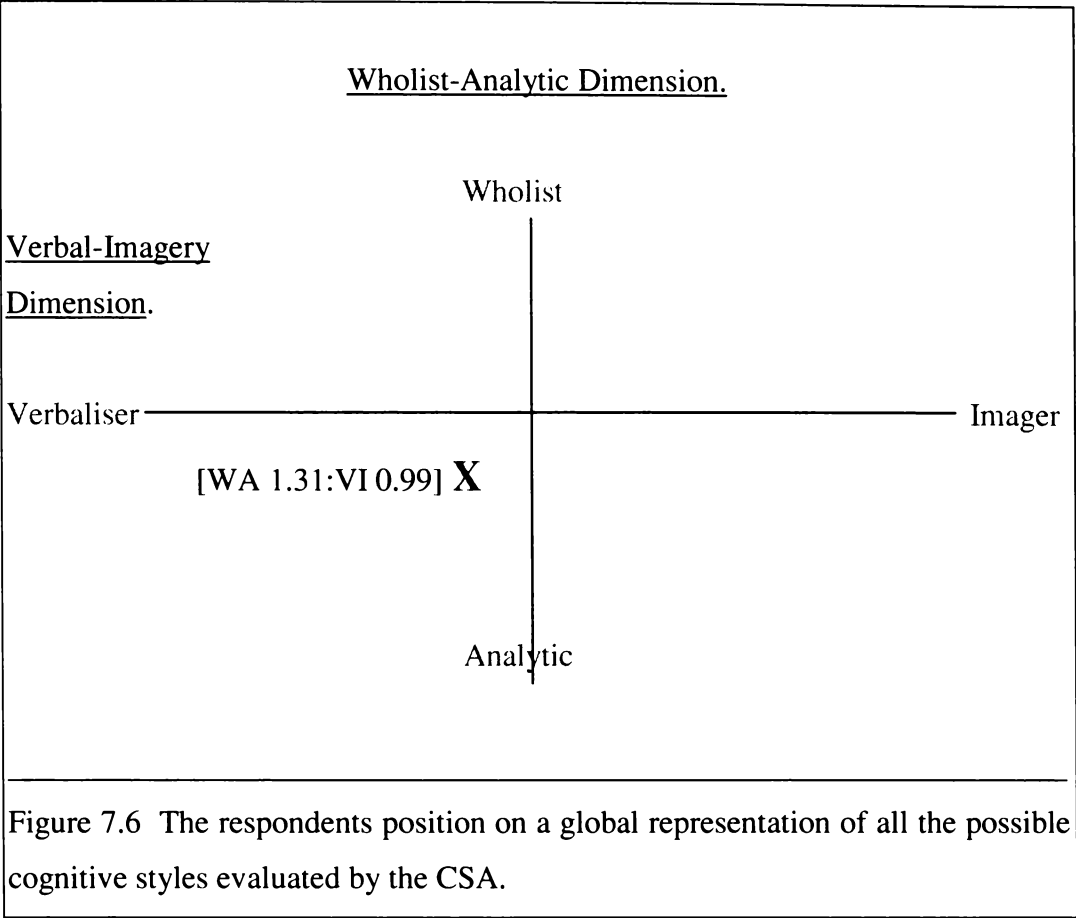 Wholist-Analytic Dimension.
Wholist
Verbal-Imagery
Dimension.
Verbaliser
Imager
[WA 1.31:VI 0.99] X
Analytic
Figure 7.6 The respondents position on a global representation of all the possible
cognitive styles evaluated by the CSA.